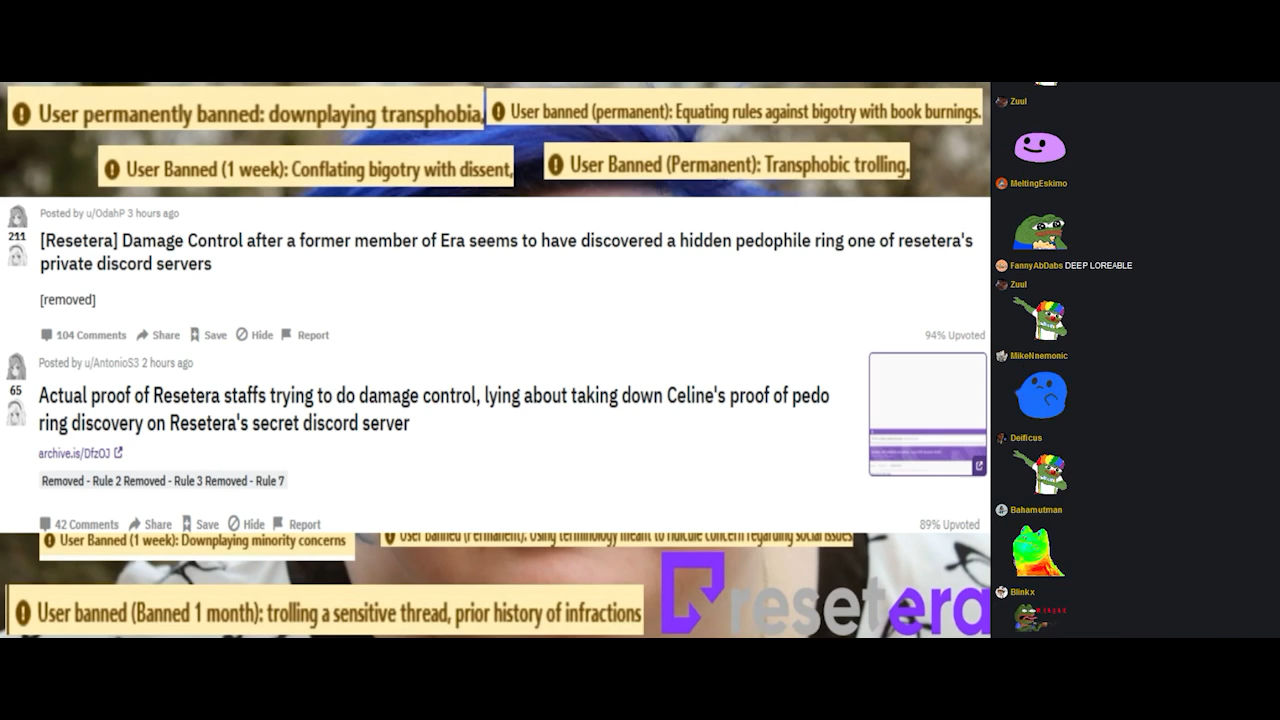 User permanently banned: downplaying transphobia,
User banned (permanent): Equating rules against bigotry with book burnings.
User Banned (1 week): Conflating bigotry with dissent,
User Banned (Permanent): Transphobic trolling.
Posted by u/OdahP 3 hours ago
211
[Resetera] Damage Control after a former member of Era seems to have discovered a hidden pedophile ring one of resetera's
private discord servers
[removed]
104 Comments Share Save Hide Report
94% Upvoted
Posted by u/AntonioS3 2 hours ago
65
Actual proof of Resetera staffs trying to do damage control, lying about taking down Celine's proof of pedo
ring discovery on Resetera's secret discord server
archive.is/DfzOJ
Removed - Rule 2 Removed - Rule 3 Removed - Rule 7
42 Comments Share Save Hide Report
89% Upvoted
User Banned (1 week): Downplaying minority concerns
User Banned (Permanent): Using terminology meant to ridicule concern regarding social issues
User banned (Banned 1 month): trolling a sensitive thread, prior history of infractions
resetera
Zuul
MeltingEskimo
FannyAbDabs DEEP LOREABLE
Zuul
MikeNnemonic
Deificus
Bahamutman
Blinkx